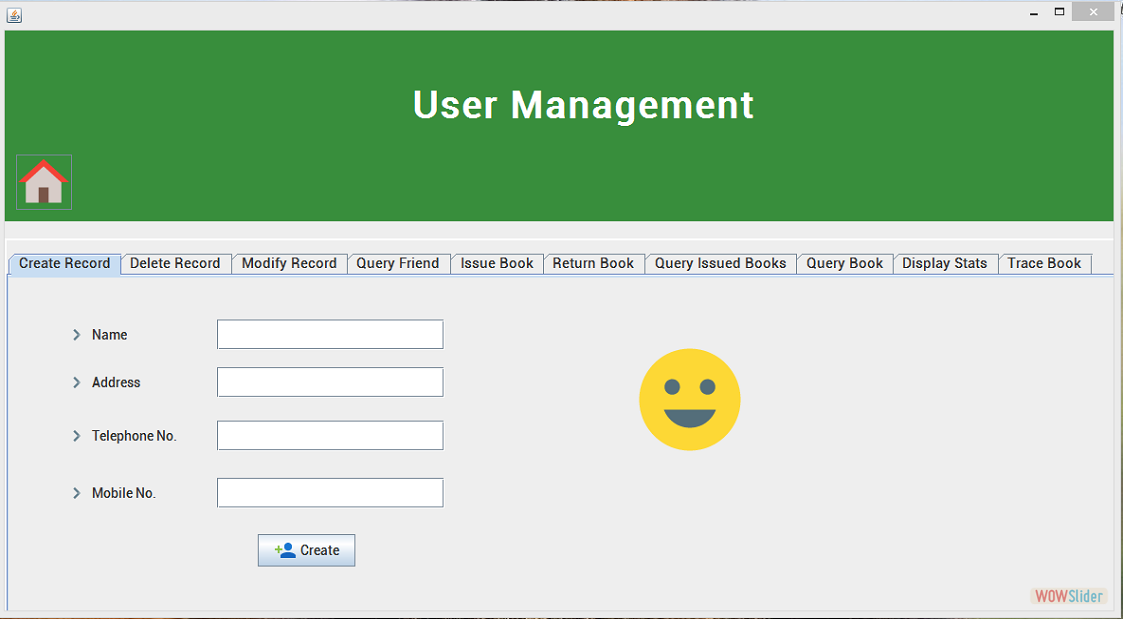 User Management
Create Record Delete Record Modify Record Query Friend Issue Book Return Book Query Issued Books Query Book Display Stats Trace Book
Name
Address
Telephone No.
Mobile No.
Create
WOWSlider